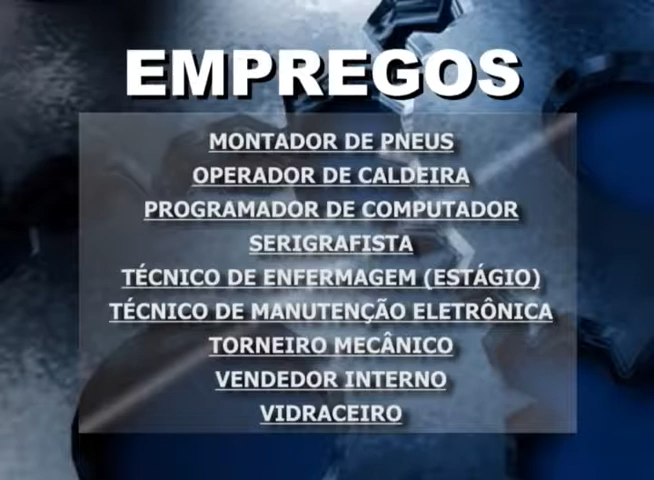 EMPREGOS
MONTADOR DE PNEUS
OPERADOR DE CALDEIRA
PROGRAMADOR DE COMPUTADOR
SERIGRAFISTA
TÉCNICO DE ENFERMAGEM (ESTÁGIO)
TÉCNICO DE MANUTENÇÃO ELETRÔNICA
TORNEIRO MECÂNICO
VENDEDOR INTERNO
VIDRACEIRO